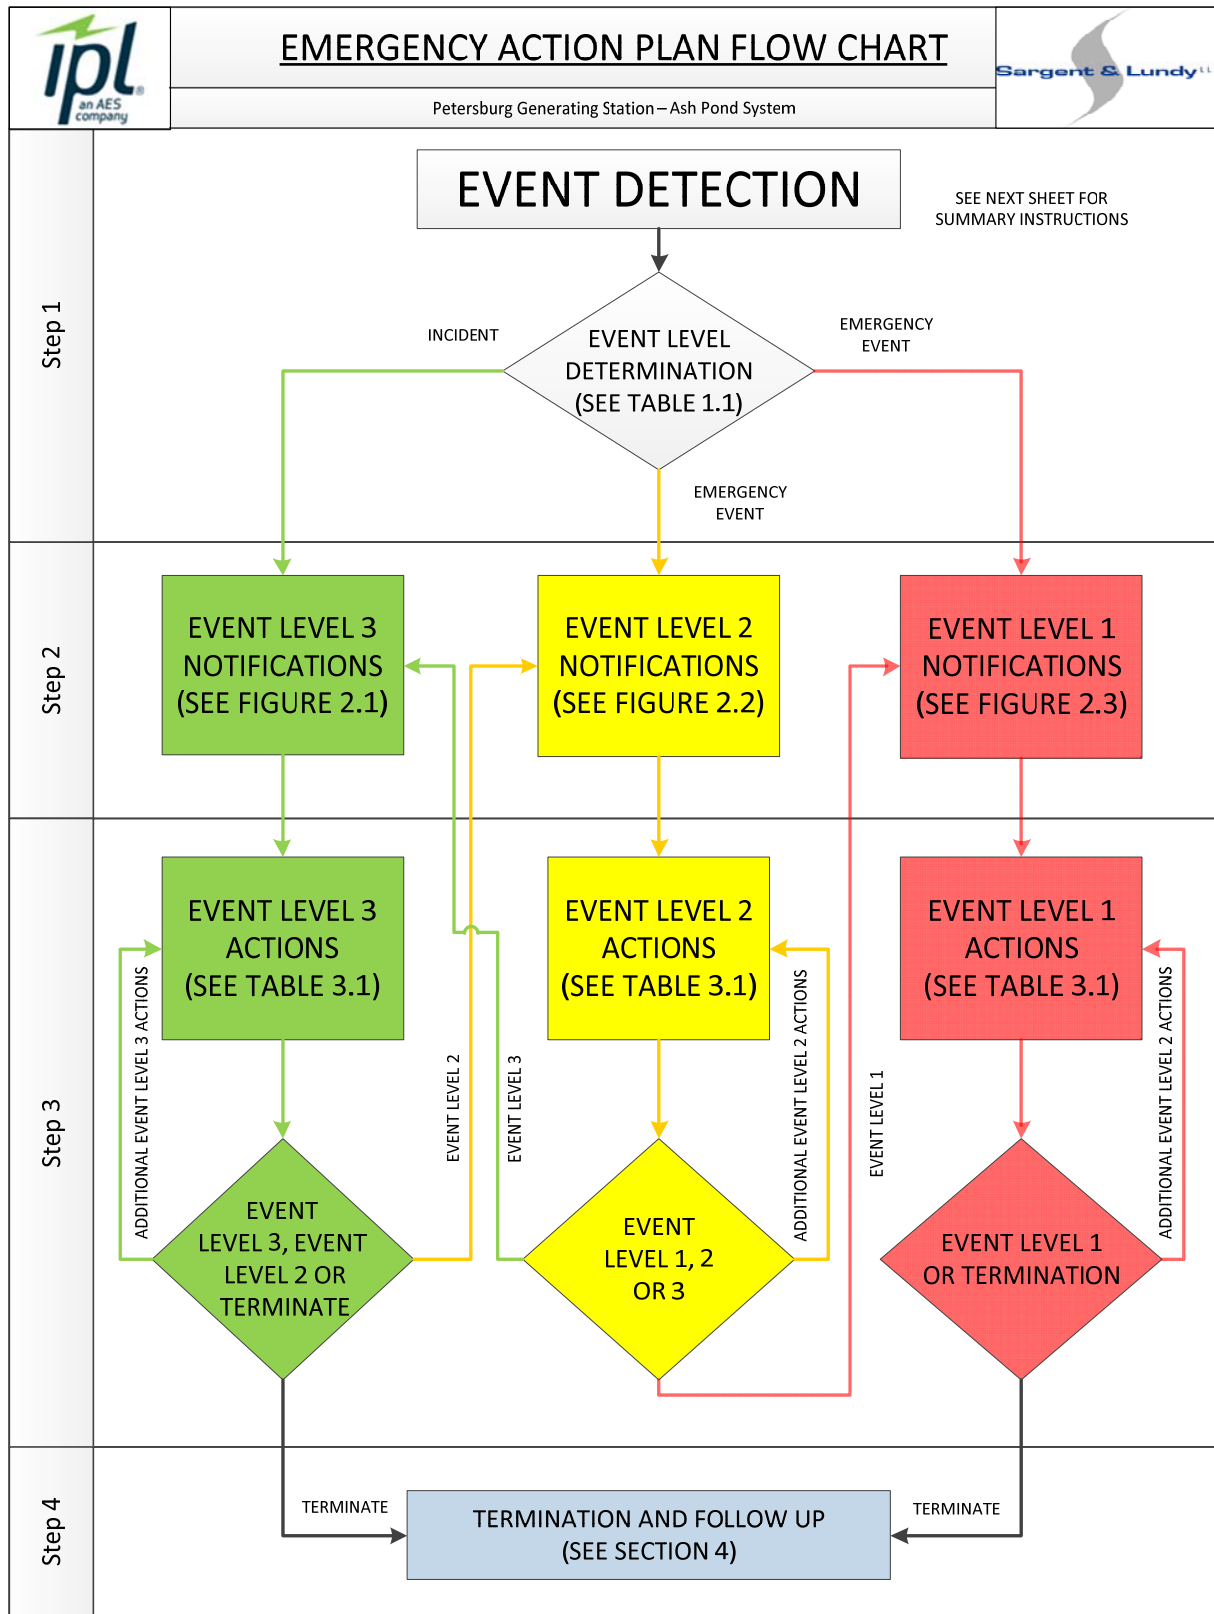 ipl®
an AES
company
EMERGENCY ACTION PLAN FLOW CHART
Petersburg Generating Station – Ash Pond System
Sargent & Lundy LLC
Step 1
EVENT DETECTION
SEE NEXT SHEET FOR
SUMMARY INSTRUCTIONS
INCIDENT
EVENT LEVEL
DETERMINATION
(SEE TABLE 1.1)
EMERGENCY
EVENT
EMERGENCY
EVENT
Step 2
EVENT LEVEL 3
NOTIFICATIONS
(SEE FIGURE 2.1)
EVENT LEVEL 2
NOTIFICATIONS
(SEE FIGURE 2.2)
EVENT LEVEL 1
NOTIFICATIONS
(SEE FIGURE 2.3)
Step 3
EVENT LEVEL 3
ACTIONS
(SEE TABLE 3.1)
EVENT LEVEL 2
ACTIONS
(SEE TABLE 3.1)
EVENT LEVEL 1
ACTIONS
(SEE TABLE 3.1)
ADDITIONAL EVENT LEVEL 3 ACTIONS
EVENT LEVEL 2
EVENT LEVEL 3
ADDITIONAL EVENT LEVEL 2 ACTIONS
EVENT LEVEL 1
ADDITIONAL EVENT LEVEL 2 ACTIONS
EVENT
LEVEL 3, EVENT
LEVEL 2 OR
TERMINATE
EVENT
LEVEL 1, 2
OR 3
EVENT LEVEL 1
OR TERMINATION
Step 4
TERMINATE
TERMINATION AND FOLLOW UP
(SEE SECTION 4)
TERMINATE